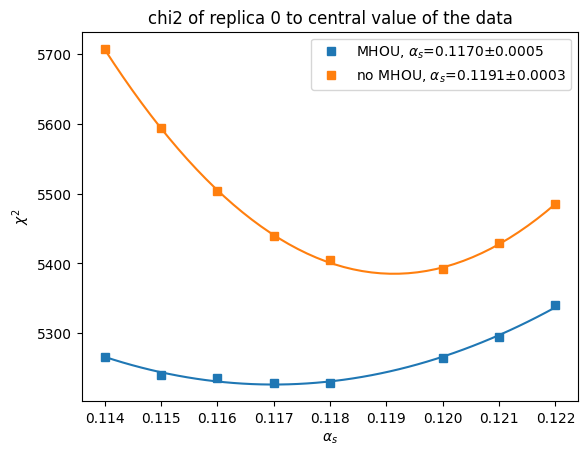 chi2 of replica 0 to central value of the data
MHOU, αs=0.1170±0.0005
no MHOU, αs=0.1191±0.0003
χ²
5700
5600
5500
5400
5300
0.114 0.115 0.116 0.117 0.118 0.119 0.120 0.121 0.122
αs